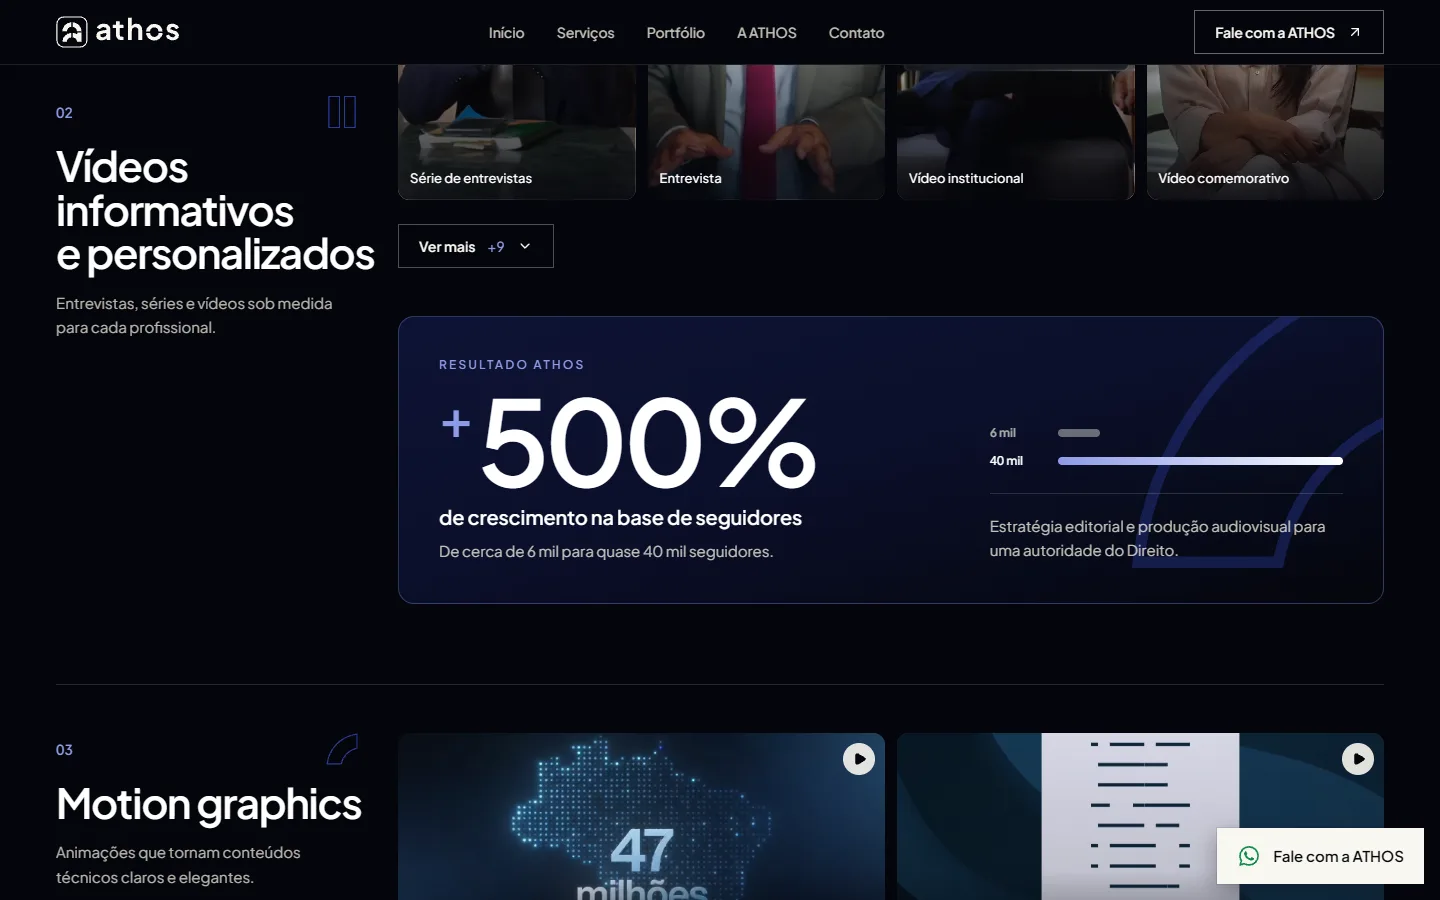 athos
Início
Serviços
Portfólio
A ATHOS
Contato
Fale com a ATHOS
02
Vídeos
informativos
e personalizados
Entrevistas, séries e vídeos sob medida
para cada profissional.
Série de entrevistas
Entrevista
Vídeo institucional
Vídeo comemorativo
Ver mais +9
RESULTADO ATHOS
+500%
de crescimento na base de seguidores
De cerca de 6 mil para quase 40 mil seguidores.
6 mil
40 mil
Estratégia editorial e produção audiovisual para
uma autoridade do Direito.
03
Motion graphics
Animações que tornam conteúdos
técnicos claros e elegantes.
47
milhões
Fale com a ATHOS